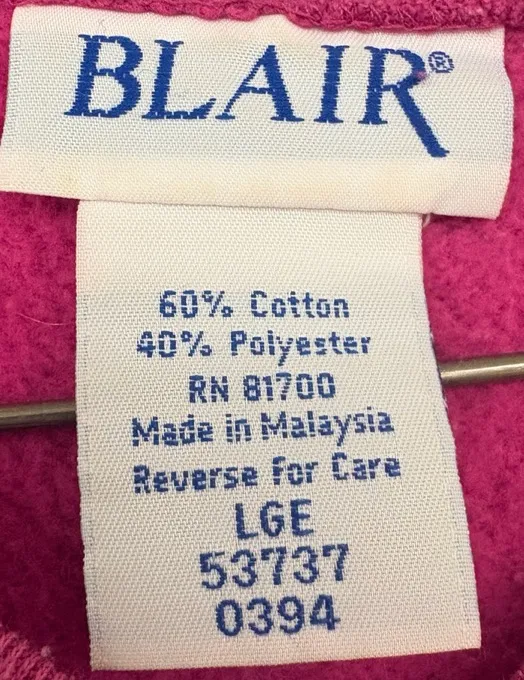 BLAIR®
60% Cotton
40% Polyester
RN 81700
Made in Malaysia
Reverse for Care
LGE
53737
0394